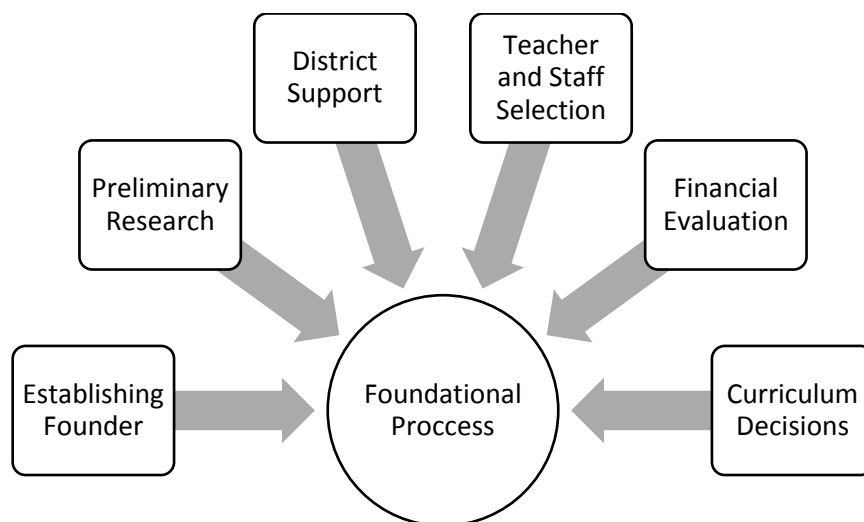 District
Support
Teacher
and Staff
Selection
Preliminary
Research
Financial
Evaluation
Establishing
Founder
Foundational
Proccess
Curriculum
Decisions